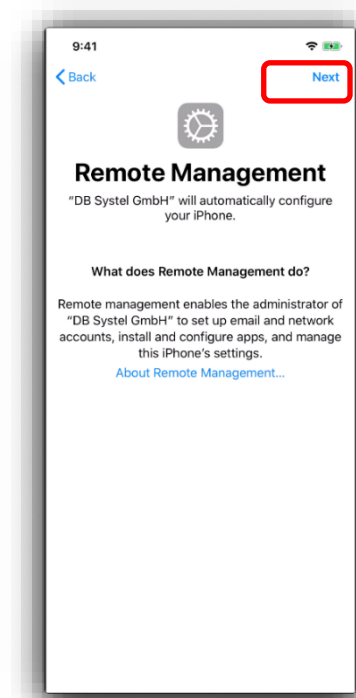 9:41
Back
Next
Remote Management
"DB Systel GmbH" will automatically configure
your iPhone.
What does Remote Management do?
Remote management enables the administrator of
"DB Systel GmbH" to set up email and network
accounts, install and configure apps, and manage
this iPhone's settings.
About Remote Management...